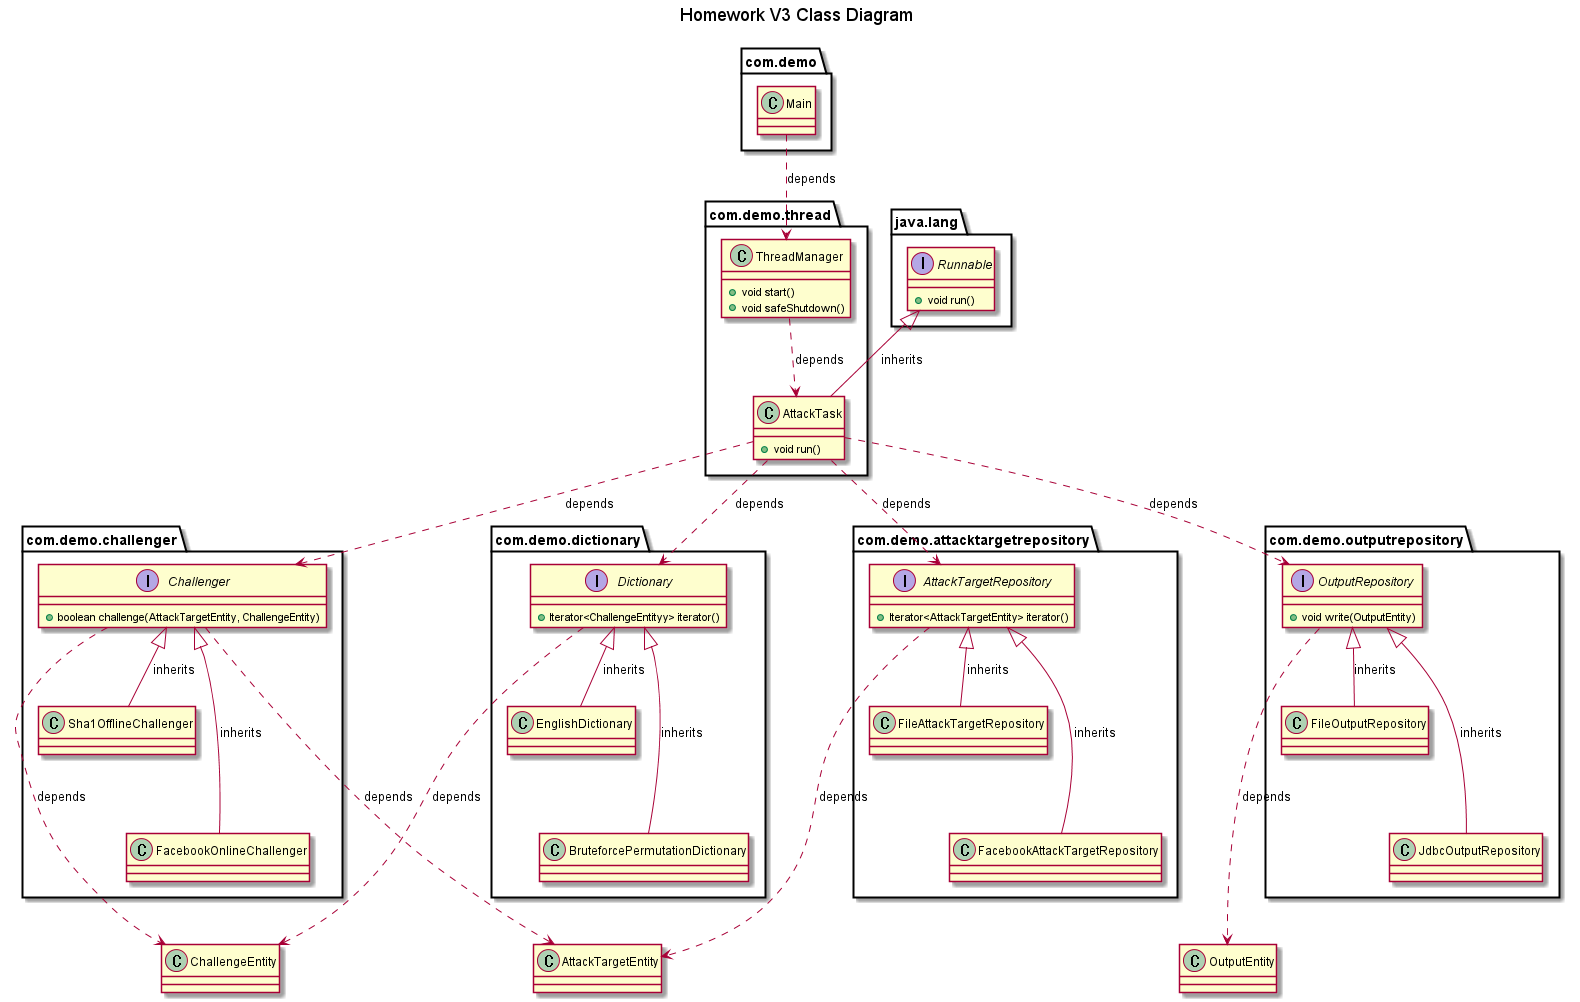 Homework V3 Class Diagram
com.demo
C Main
depends
com.demo.thread
java.lang
C ThreadManager
void start()
void safeShutdown()
I Runnable
void run()
depends
inherits
C AttackTask
void run()
depends
depends
depends
depends
com.demo.challenger
com.demo.dictionary
com.demo.attacktargetrepository
com.demo.outputrepository
I Challenger
boolean challenge(AttackTargetEntity, ChallengeEntity)
I Dictionary
Iterator<ChallengeEntityy> iterator()
I AttackTargetRepository
Iterator<AttackTargetEntity> iterator()
I OutputRepository
void write(OutputEntity)
inherits
inherits
inherits
inherits
C Sha1OfflineChallenger
C EnglishDictionary
C FileAttackTargetRepository
C FileOutputRepository
inherits
inherits
inherits
inherits
depends
depends
depends
depends
depends
C FacebookOnlineChallenger
C BruteforcePermutationDictionary
C FacebookAttackTargetRepository
C JdbcOutputRepository
C ChallengeEntity
C AttackTargetEntity
C OutputEntity